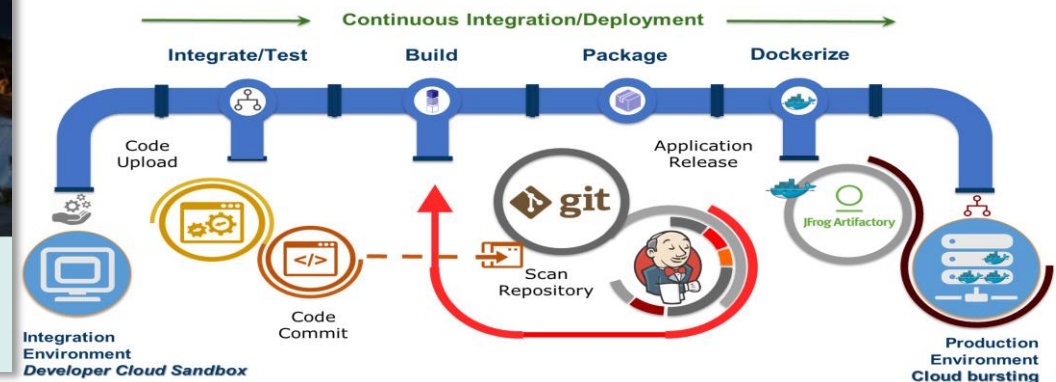 Continuous Integration/Deployment
Integrate/Test
Build
Package
Dockerize
Code
Upload
Application
Release
git
JFrog Artifactory
</>
Scan
Repository
Code
Commit
Integration
Environment
Developer Cloud Sandbox
Production
Environment
Cloud bursting